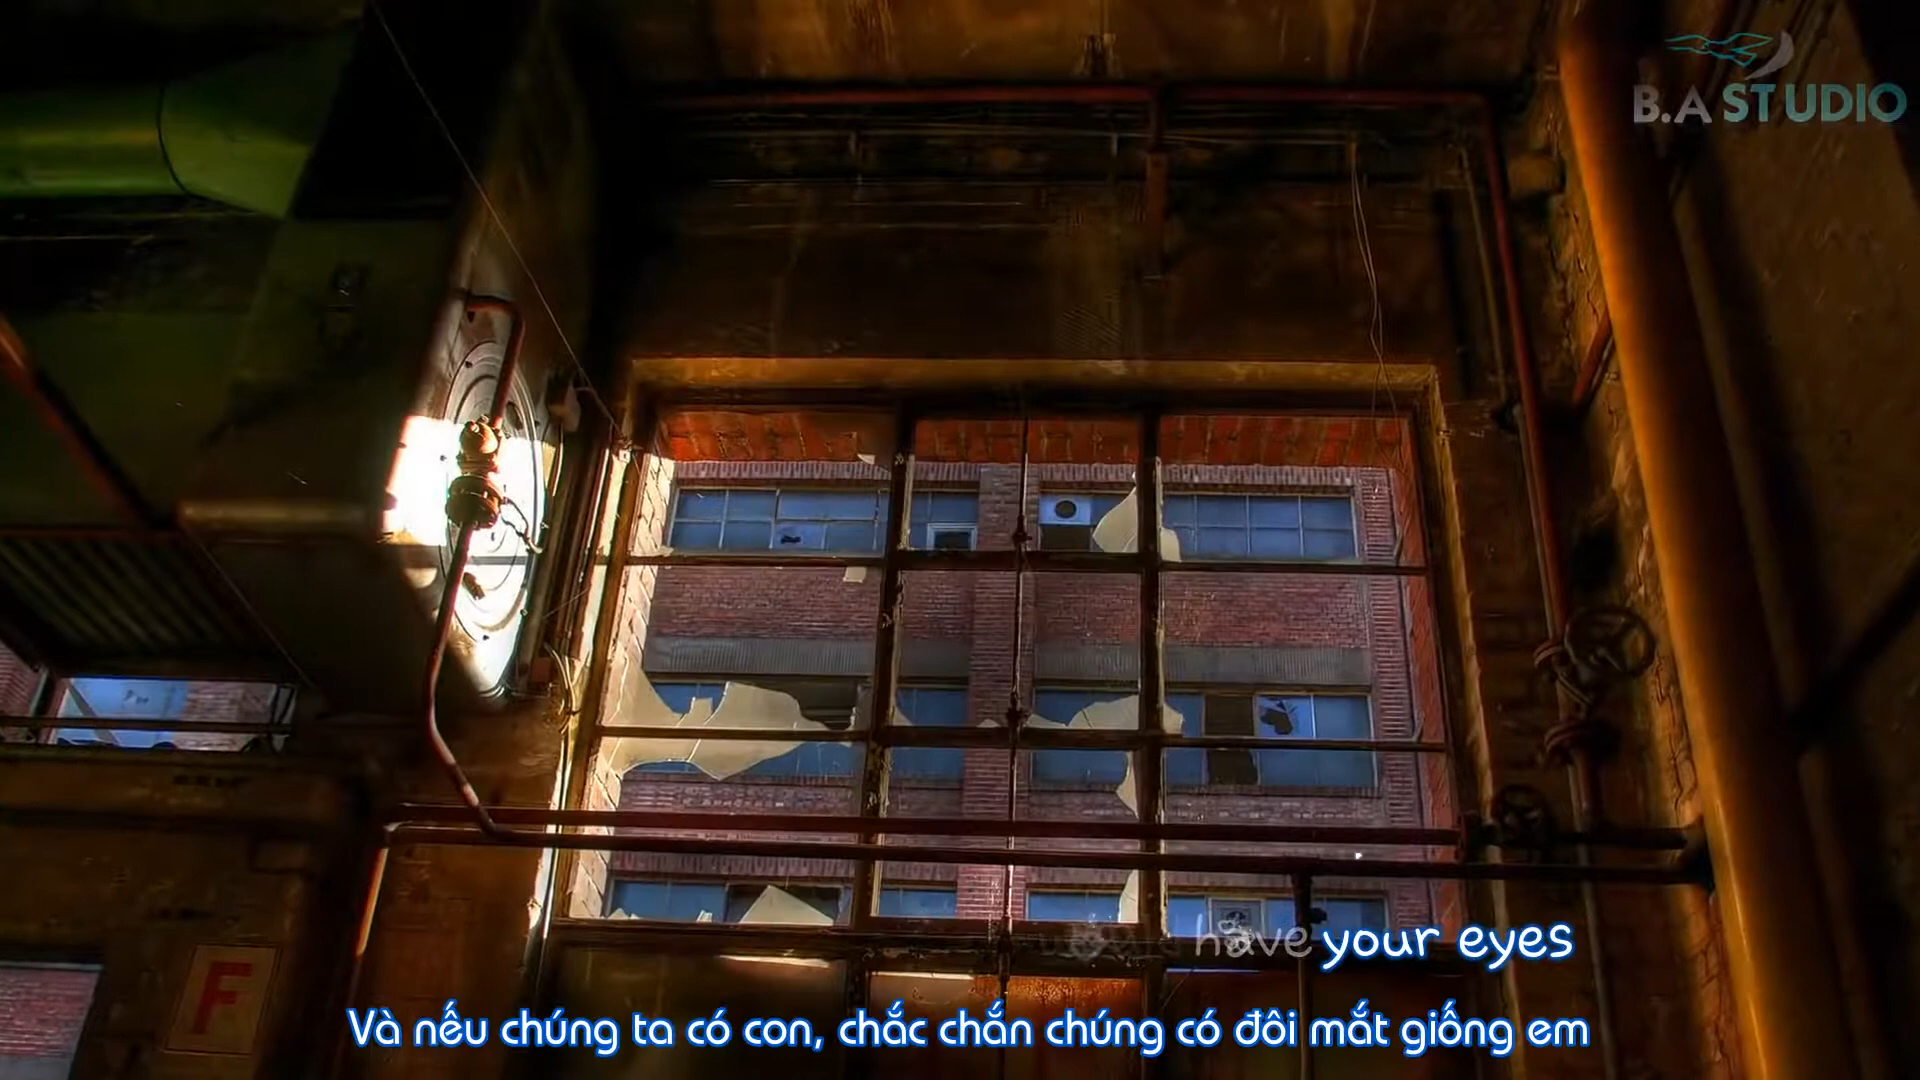 B.A STUDIO
have your eyes
Và nếu chúng ta có con, chắc chắn chúng có đôi mắt giống em
F